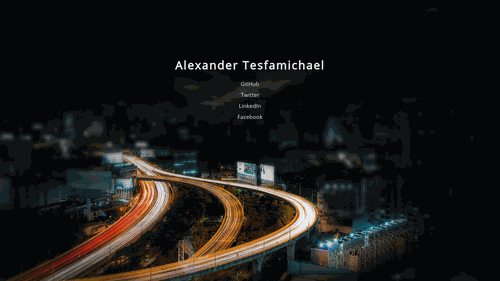 Alexander Tesfamichael
GitHub
Twitter
LinkedIn
Facebook